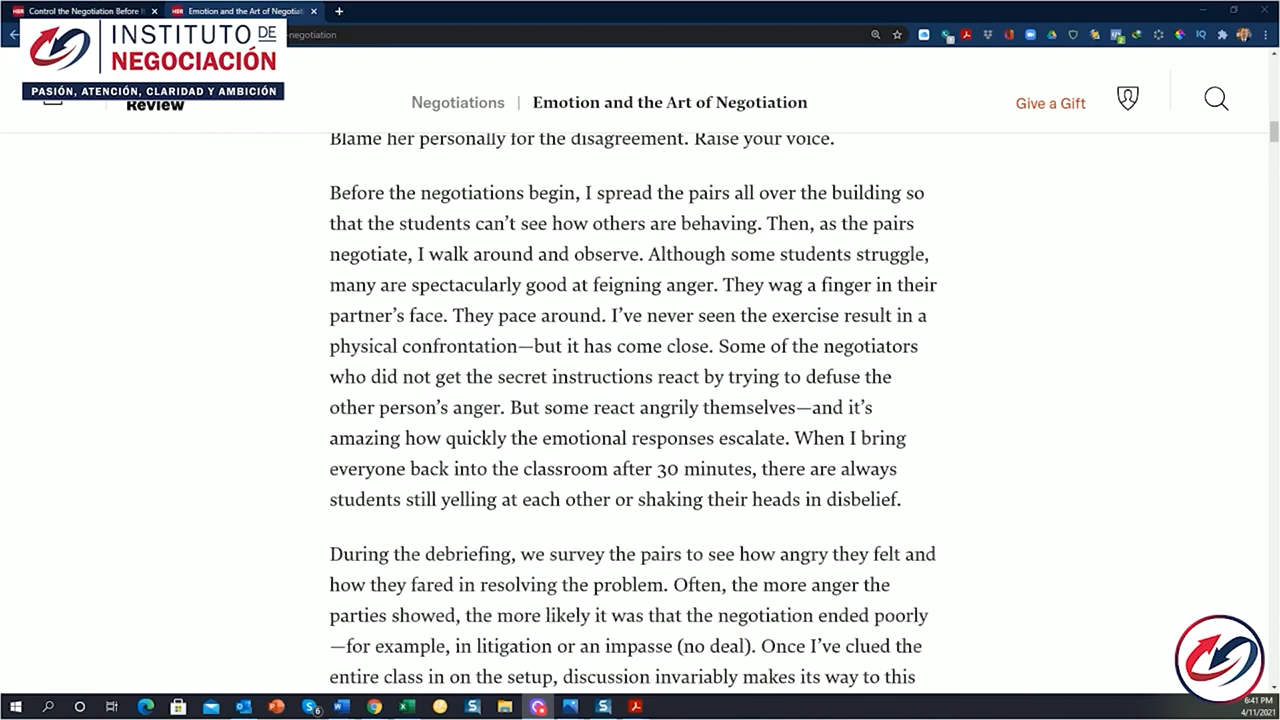 Control the Negotiation Before I
Emotion and the Art of Negotiat
-negotiation
INSTITUTO DE
NEGOCIACIÓN
PASIÓN, ATENCIÓN, CLARIDAD Y AMBICIÓN
Review
Negotiations | Emotion and the Art of Negotiation
Give a Gift
Blame her personally for the disagreement. Raise your voice.
Before the negotiations begin, I spread the pairs all over the building so
that the students can’t see how others are behaving. Then, as the pairs
negotiate, I walk around and observe. Although some students struggle,
many are spectacularly good at feigning anger. They wag a finger in their
partner’s face. They pace around. I’ve never seen the exercise result in a
physical confrontation—but it has come close. Some of the negotiators
who did not get the secret instructions react by trying to defuse the
other person’s anger. But some react angrily themselves—and it’s
amazing how quickly the emotional responses escalate. When I bring
everyone back into the classroom after 30 minutes, there are always
students still yelling at each other or shaking their heads in disbelief.
During the debriefing, we survey the pairs to see how angry they felt and
how they fared in resolving the problem. Often, the more anger the
parties showed, the more likely it was that the negotiation ended poorly
—for example, in litigation or an impasse (no deal). Once I’ve clued the
entire class in on the setup, discussion invariably makes its way to this
6:41 PM
4/11/2021